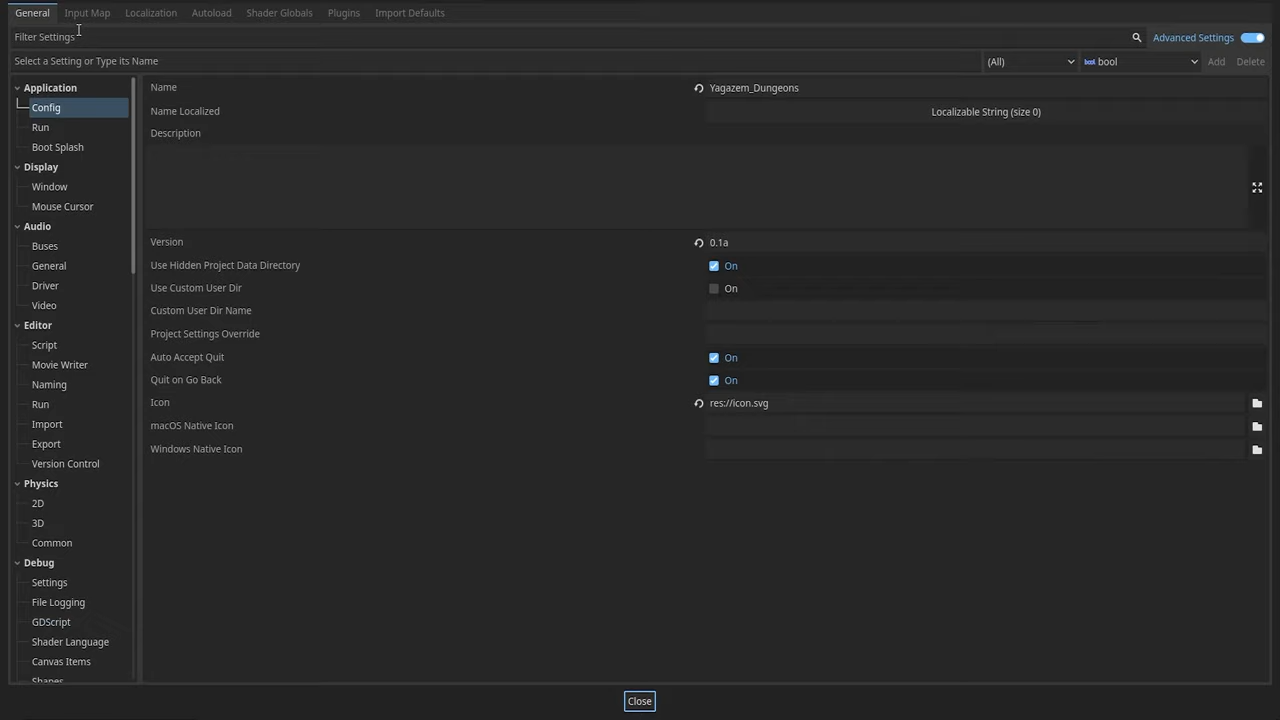 General Input Map Localization Autoload Shader Globals Plugins Import Defaults
Filter Settings Advanced Settings
Select a Setting or Type its Name (All) bool Add Delete
Application
Config
Run
Boot Splash
Display
Window
Mouse Cursor
Audio
Buses
General
Driver
Video
Editor
Script
Movie Writer
Naming
Run
Import
Export
Version Control
Physics
2D
3D
Common
Debug
Settings
File Logging
GDScript
Shader Language
Canvas Items
Shapes
Name Yagazem_Dungeons
Name Localized Localizable String (size 0)
Description
Version 0.1a
Use Hidden Project Data Directory On
Use Custom User Dir On
Custom User Dir Name
Project Settings Override
Auto Accept Quit On
Quit on Go Back On
Icon res://icon.svg
macOS Native Icon
Windows Native Icon
Close